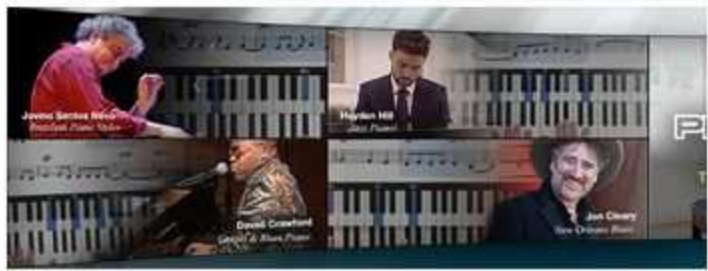 Jovino Santos Neto
Brazilian Piano Styles
Hayden Hill
Jazz Piano
Davell Crawford
Gospel & Blues Piano
Jon Cleary
New Orleans Blues